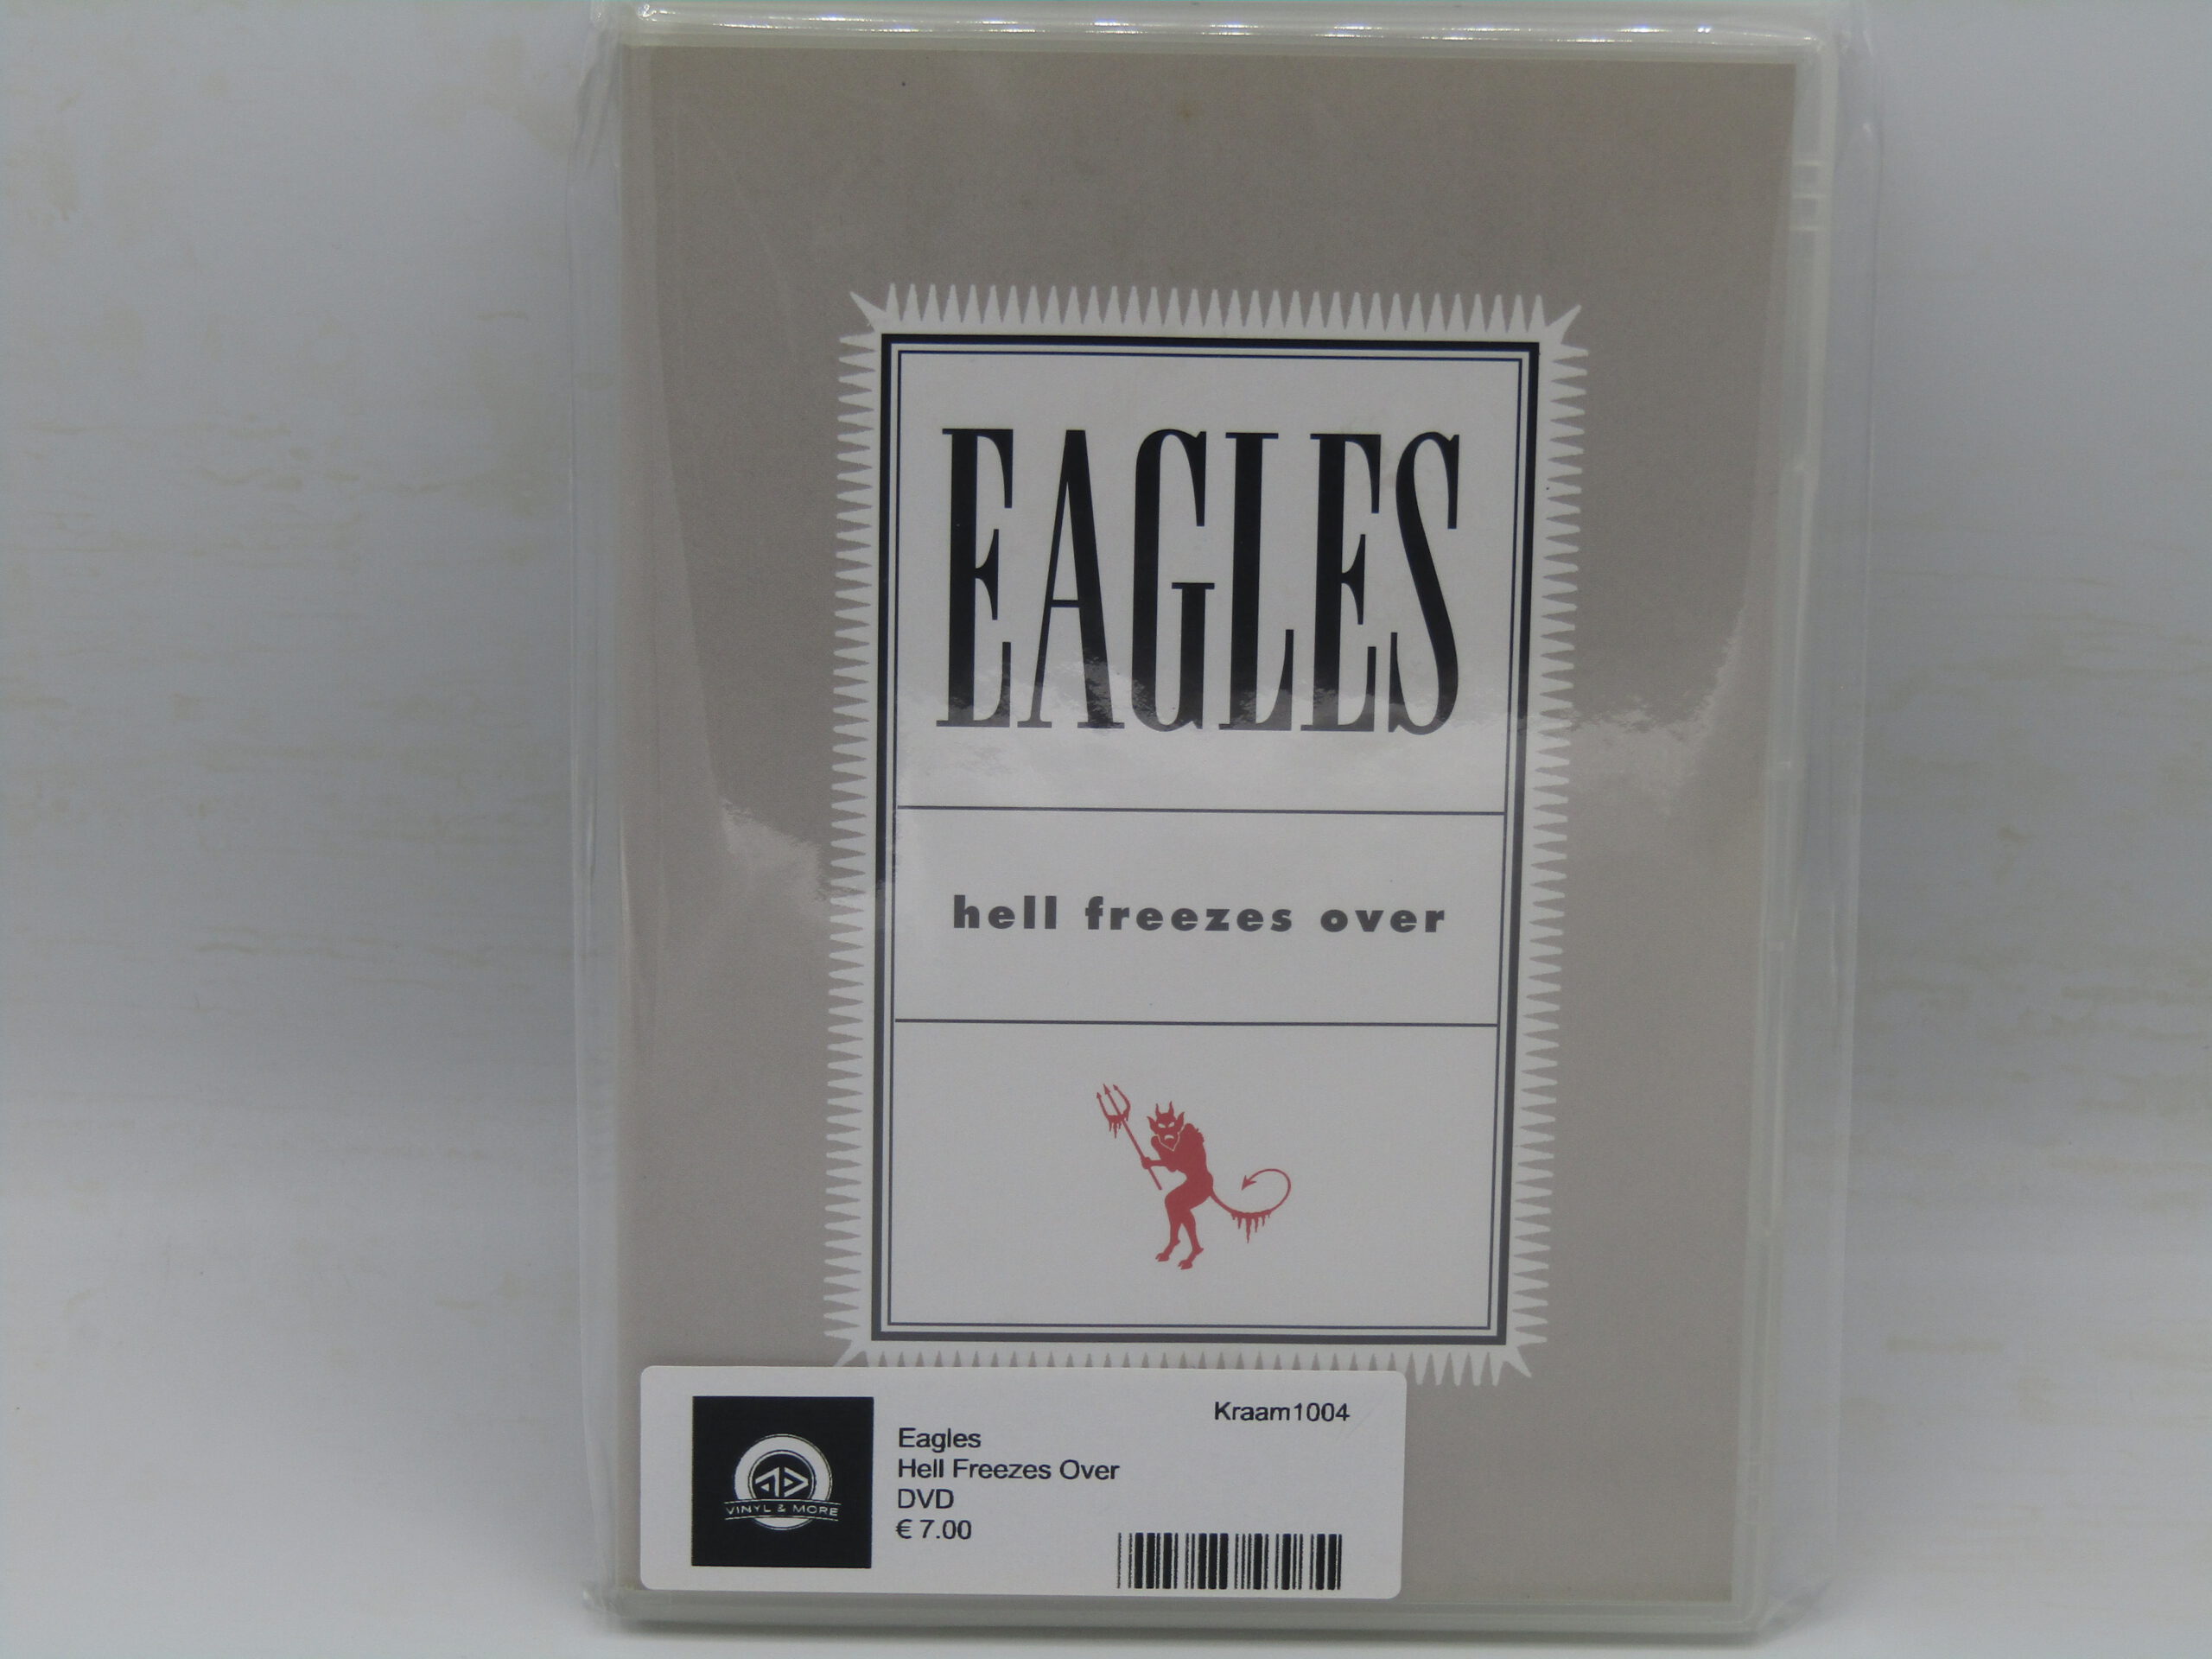 EAGLES
hell freezes over
Kraam1004
Eagles
Hell Freezes Over
DVD
€ 7.00
VINYL & MORE